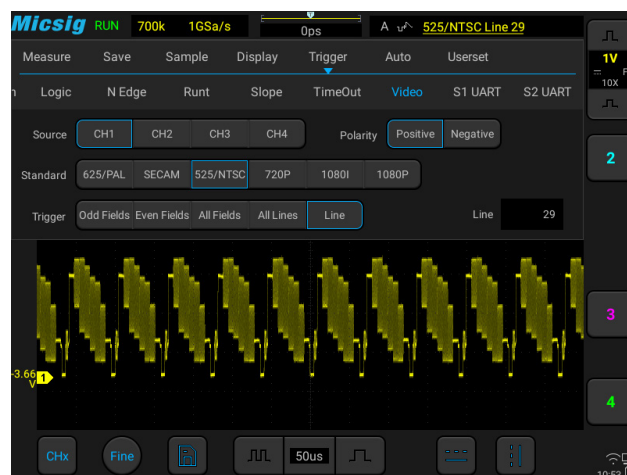 Micsig RUN 700k 1GSa/s 0ps A 525/NTSC Line 29
Measure Save Sample Display Trigger Auto Userset
Logic N Edge Runt Slope TimeOut Video S1 UART S2 UART
1V
10X
Source CH1 CH2 CH3 CH4 Polarity Positive Negative
2
Standard 625/PAL SECAM 525/NTSC 720P 1080I 1080P
Trigger Odd Fields Even Fields All Fields All Lines Line Line 29
3
-3.66
V
1
4
CHx Fine 50us
10:53